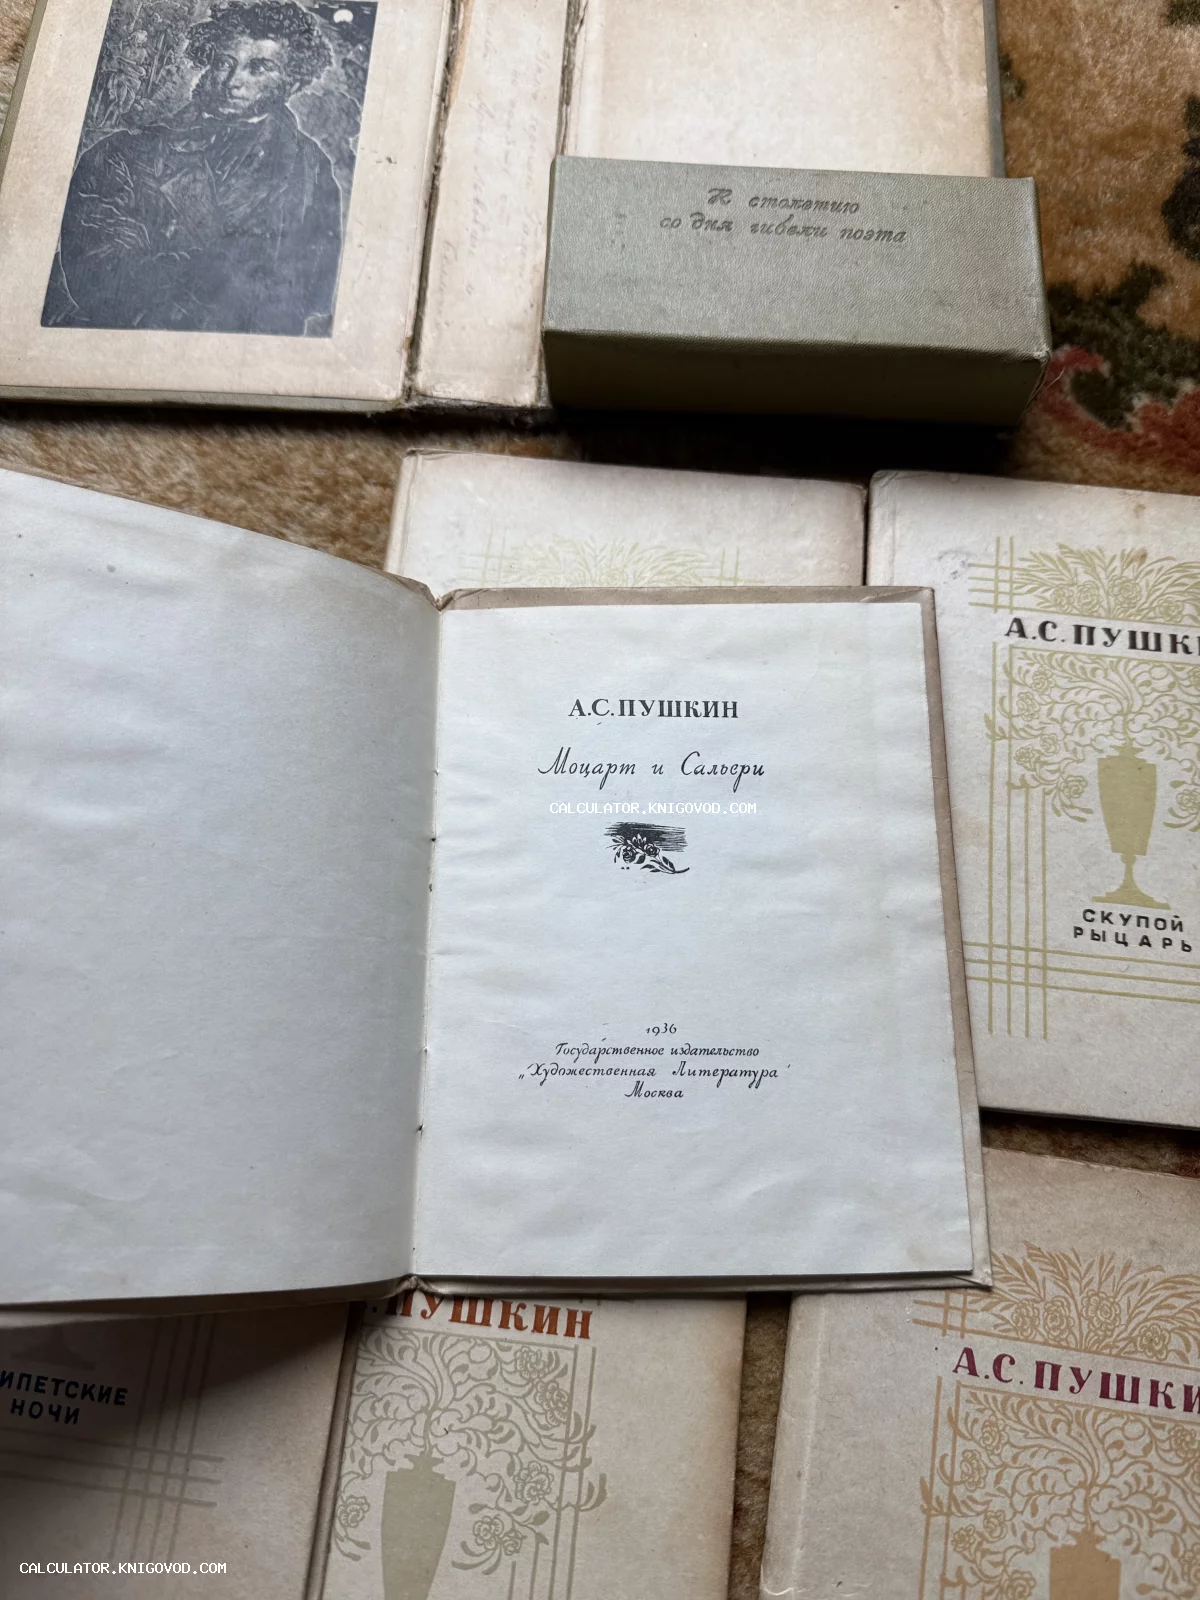 К столетию
со дня гибели поэта
А.С.ПУШКИН
Моцарт и Сальери
CALCULATOR.KNIGOVOD.COM
1936
Государственное издательство
„Художественная Литература"
Москва
А.С.ПУШКИ
СКУПОЙ
РЫЦАРЬ
.ПУШКИН
ИПЕТСКИЕ
НОЧИ
А.С.ПУШКИ
CALCULATOR.KNIGOVOD.COM